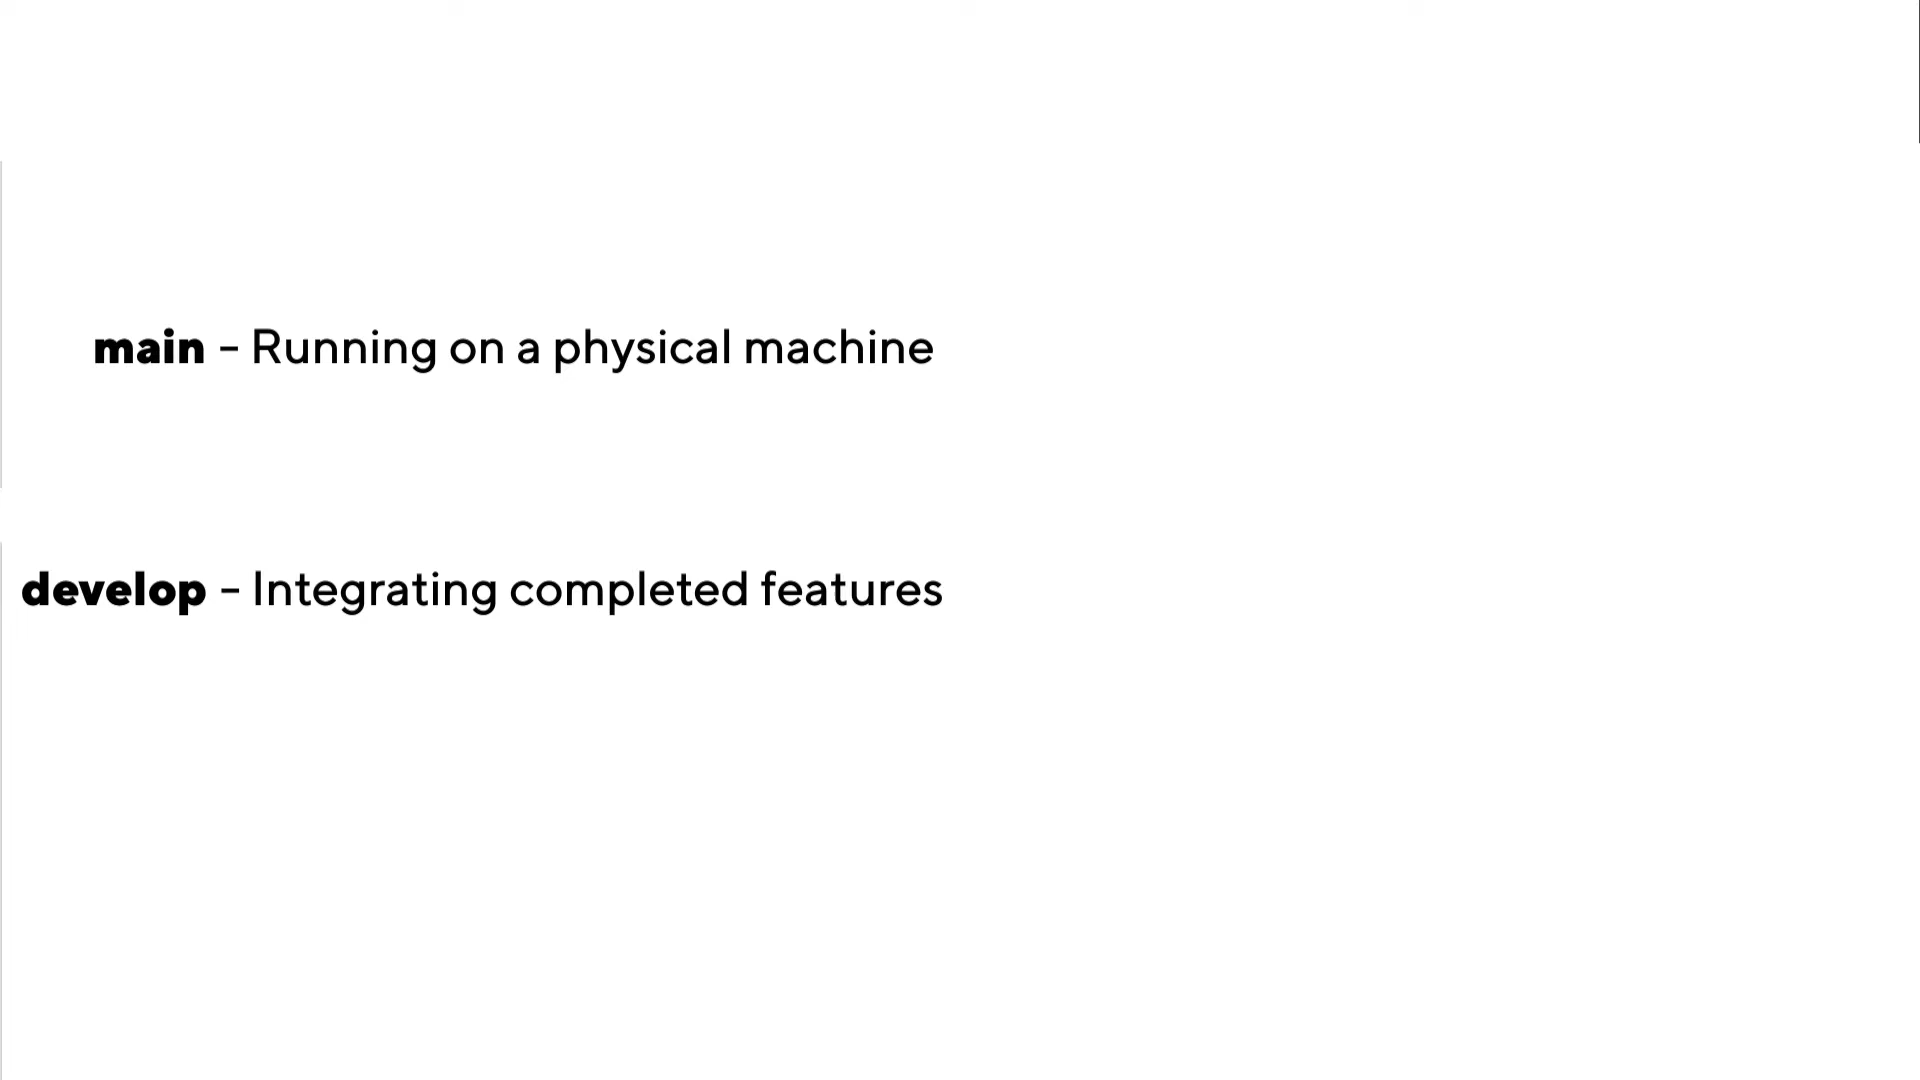 main - Running on a physical machine
develop - Integrating completed features